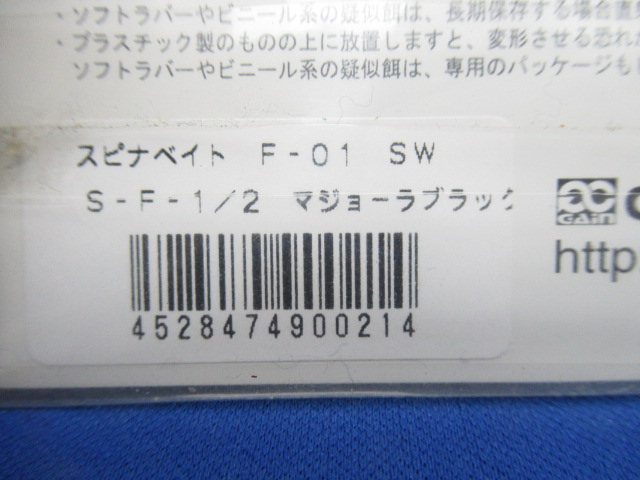 ・ソフトラバーやビニール系の疑似餌は、長期保存する場合直
・プラスチック製のものの上に放置しますと、変形させる恐れ
ソフトラバーやビニール系の疑似餌は、専用のパッケージも
スピナベイト F-01 SW
S-F-1/2 マジョーラブラック
4528474900214
GAIN
http